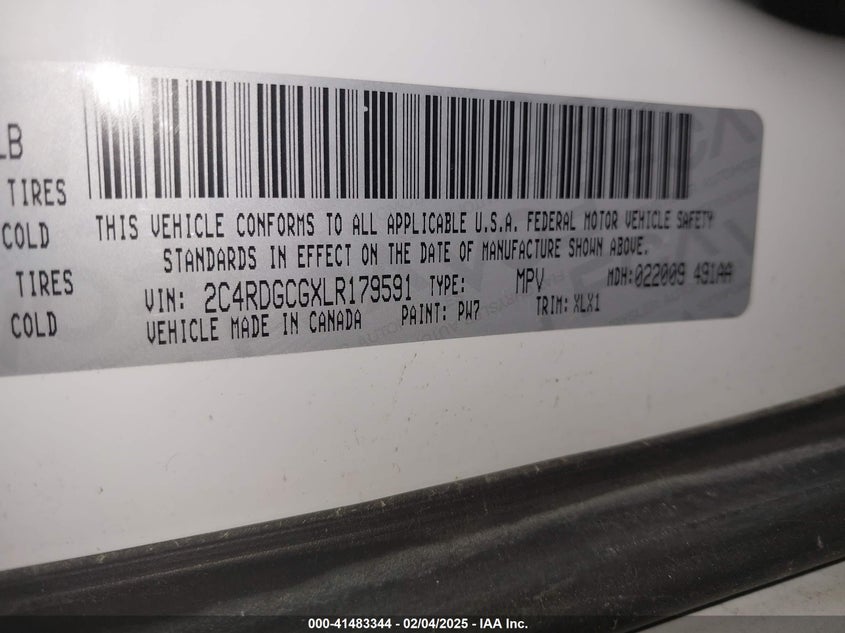 LB
TIRES
COLD
TIRES
COLD
THIS VEHICLE CONFORMS TO ALL APPLICABLE U.S.A. FEDERAL MOTOR VEHICLE SAFETY
STANDARDS IN EFFECT ON THE DATE OF MANUFACTURE SHOWN ABOVE.
VIN: 2C4RDGCGXLR179591 TYPE: MPV MDH:022009 491AA
VEHICLE MADE IN CANADA PAINT: PW7 TRIM: XLX1
000-41483344 - 02/04/2025 - IAA Inc.